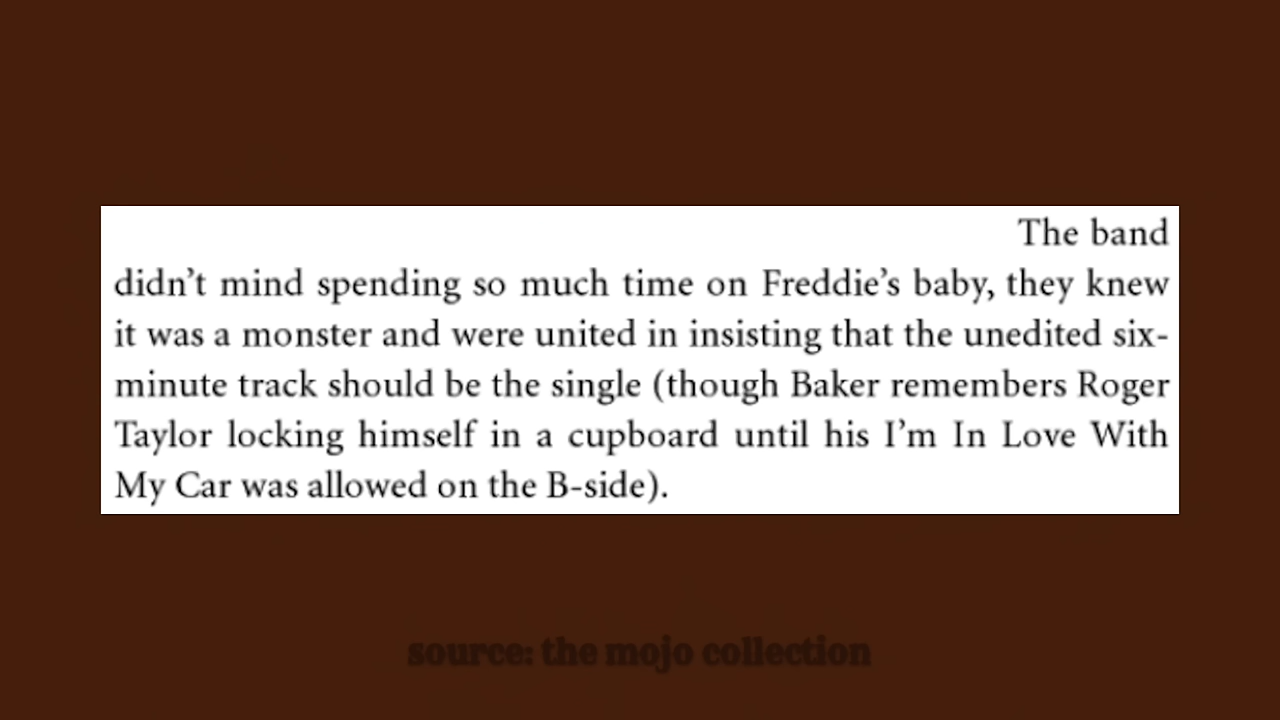 The band
didn’t mind spending so much time on Freddie’s baby, they knew
it was a monster and were united in insisting that the unedited six-
minute track should be the single (though Baker remembers Roger
Taylor locking himself in a cupboard until his I’m In Love With
My Car was allowed on the B-side).
source: the mojo collection